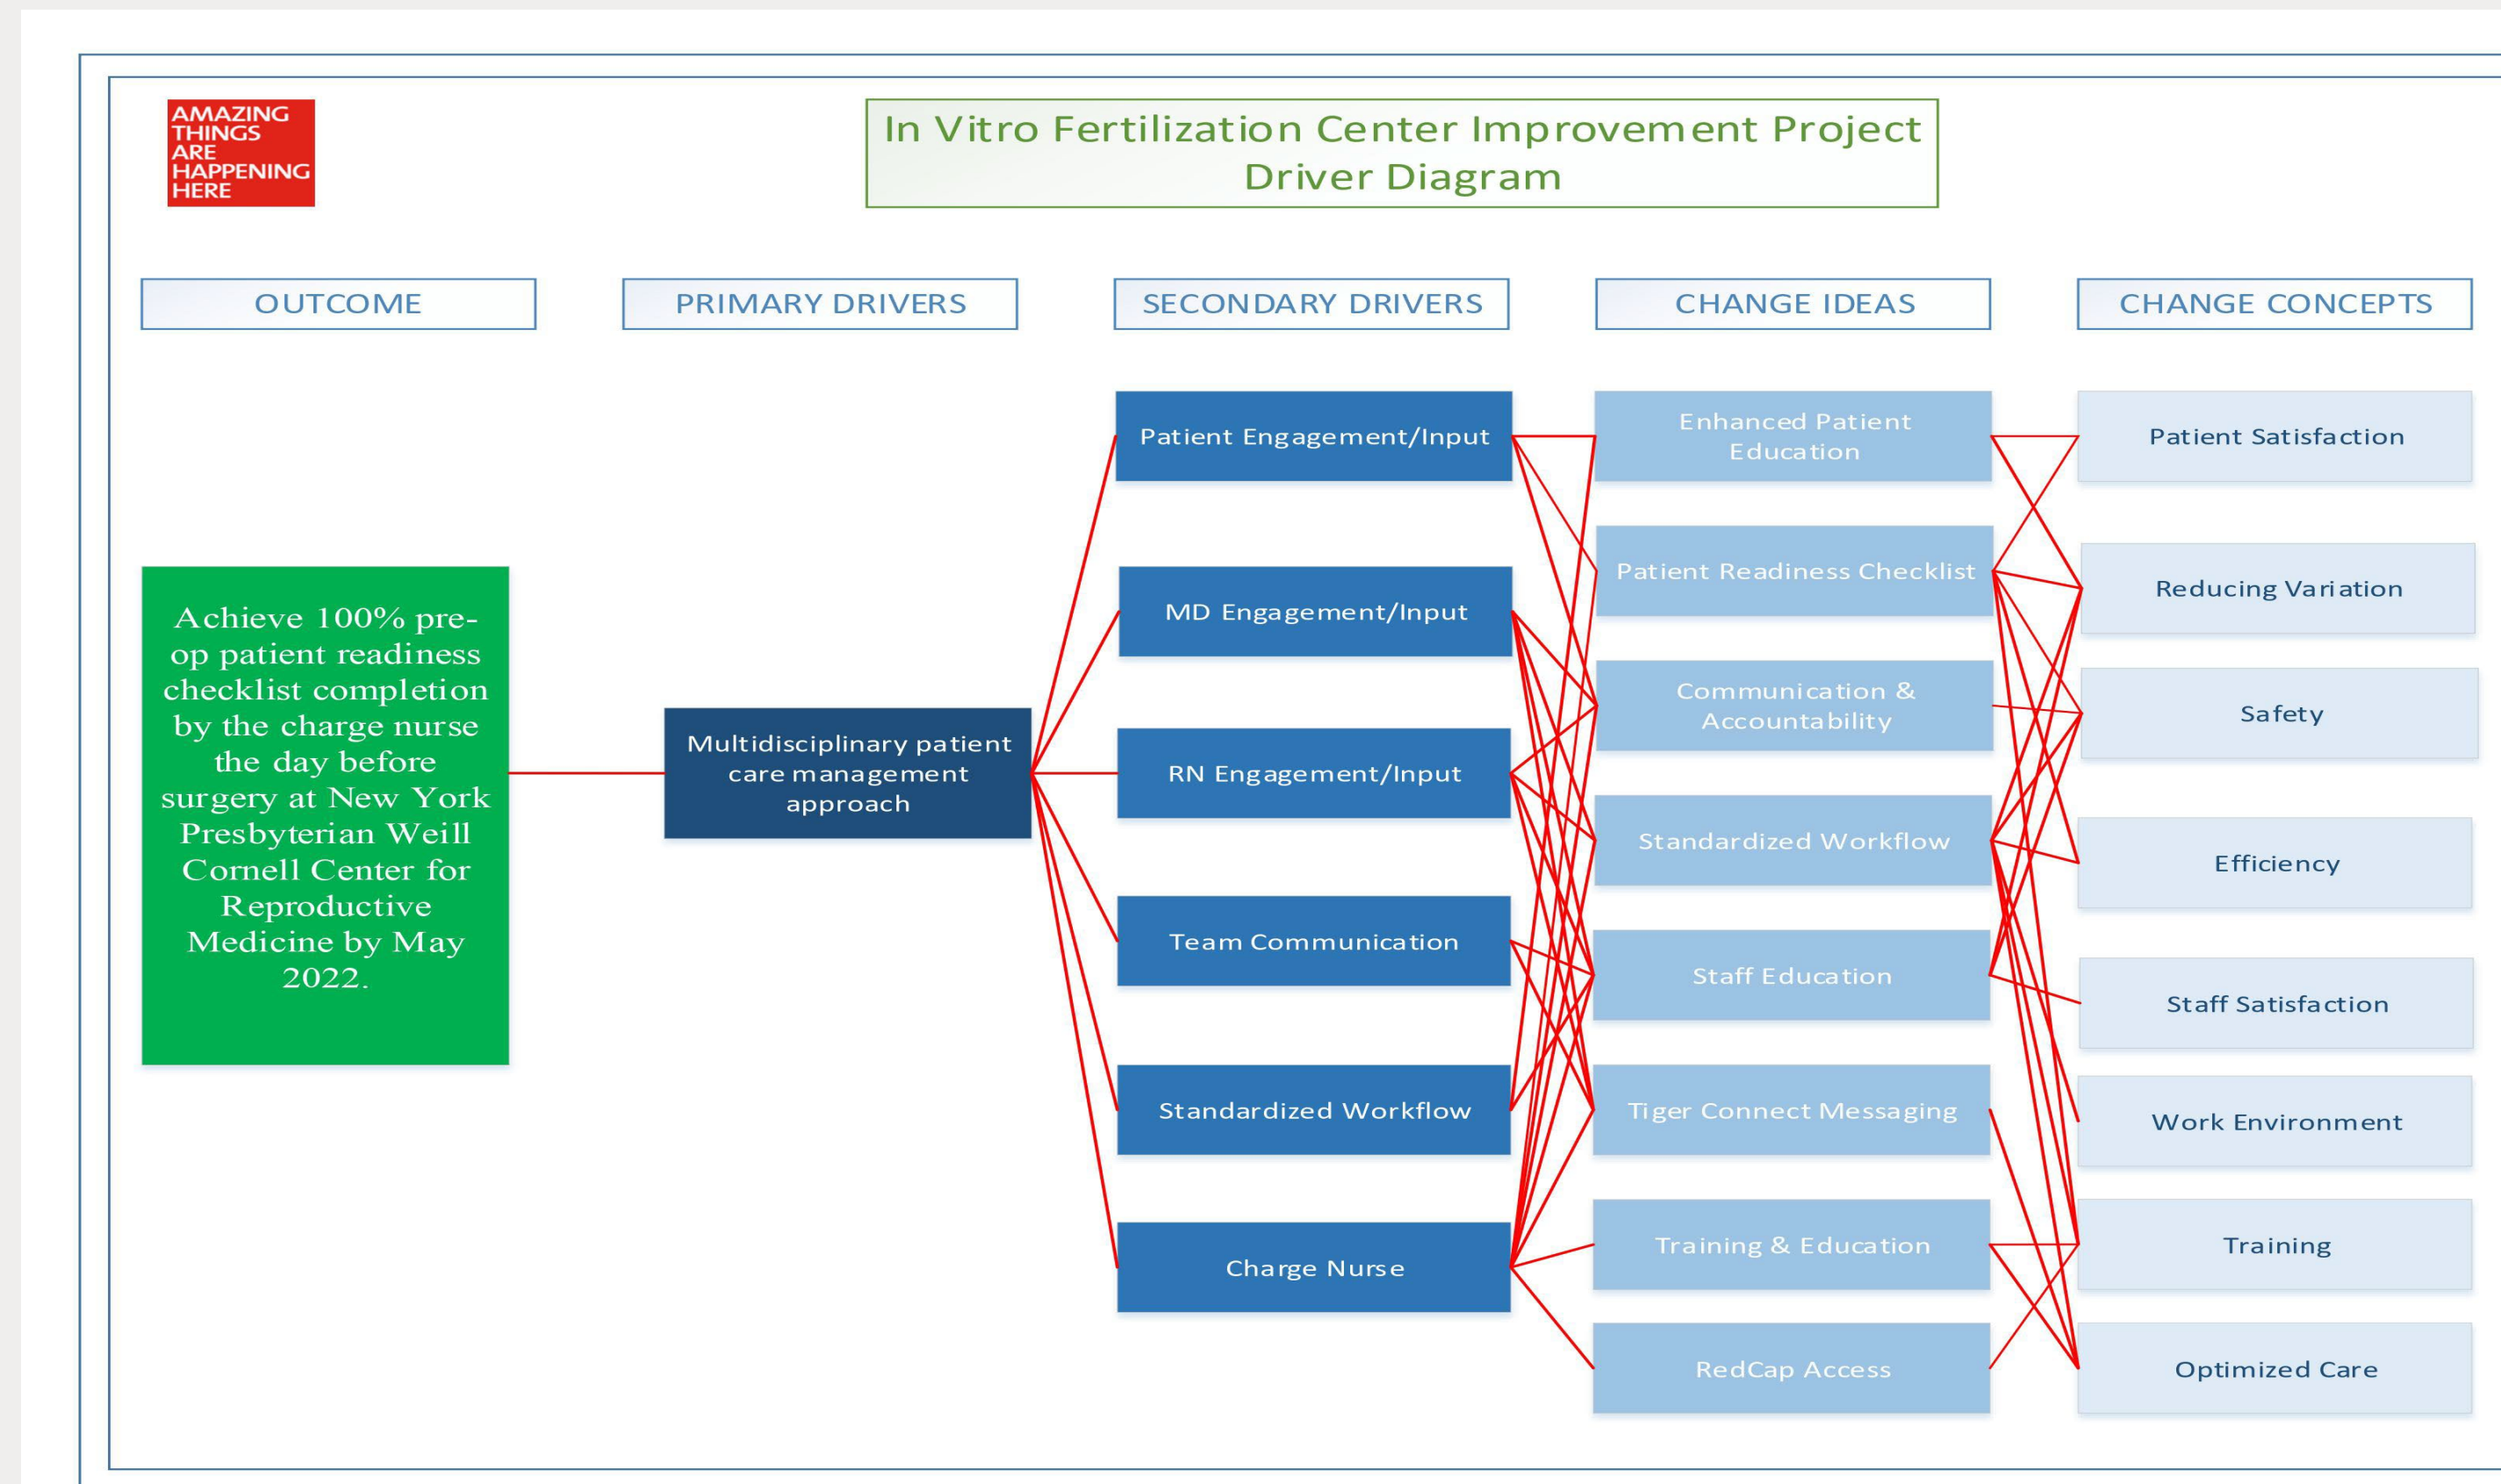 AMAZING
THINGS
ARE
HAPPENING
HERE
In Vitro Fertilization Center Improvement Project
Driver Diagram
OUTCOME
PRIMARY DRIVERS
SECONDARY DRIVERS
CHANGE IDEAS
CHANGE CONCEPTS
Achieve 100% pre-
op patient readiness
checklist completion
by the charge nurse
the day before
surgery at New York
Presbyterian Weill
Cornell Center for
Reproductive
Medicine by May
2022.
Multidisciplinary patient
care management
approach
Patient Engagement/Input
MD Engagement/Input
RN Engagement/Input
Team Communication
Standardized Workflow
Charge Nurse
Enhanced Patient
Education
Patient Readiness Checklist
Communication &
Accountability
Standardized Workflow
Staff Education
Tiger Connect Messaging
Training & Education
RedCap Access
Patient Satisfaction
Reducing Variation
Safety
Efficiency
Staff Satisfaction
Work Environment
Training
Optimized Care